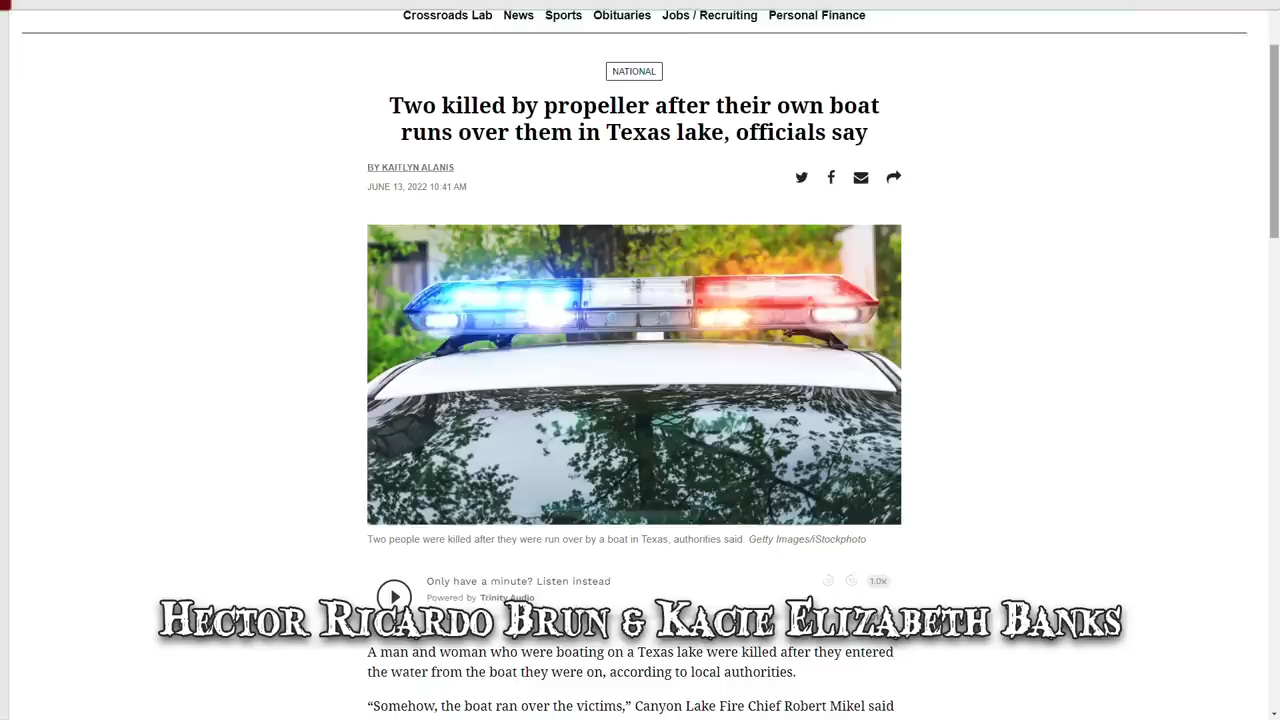 Crossroads Lab News Sports Obituaries Jobs / Recruiting Personal Finance
NATIONAL
Two killed by propeller after their own boat
runs over them in Texas lake, officials say
BY KAITLYN ALANIS
JUNE 13, 2022 10:41 AM
Two people were killed after they were run over by a boat in Texas, authorities said. Getty Images/iStockphoto
Only have a minute? Listen instead
1.0x
Powered by Trinity Audio
Hector Ricardo Brun & Kacie Elizabeth Banks
A man and woman who were boating on a Texas lake were killed after they entered
the water from the boat they were on, according to local authorities.
“Somehow, the boat ran over the victims,” Canyon Lake Fire Chief Robert Mikel said